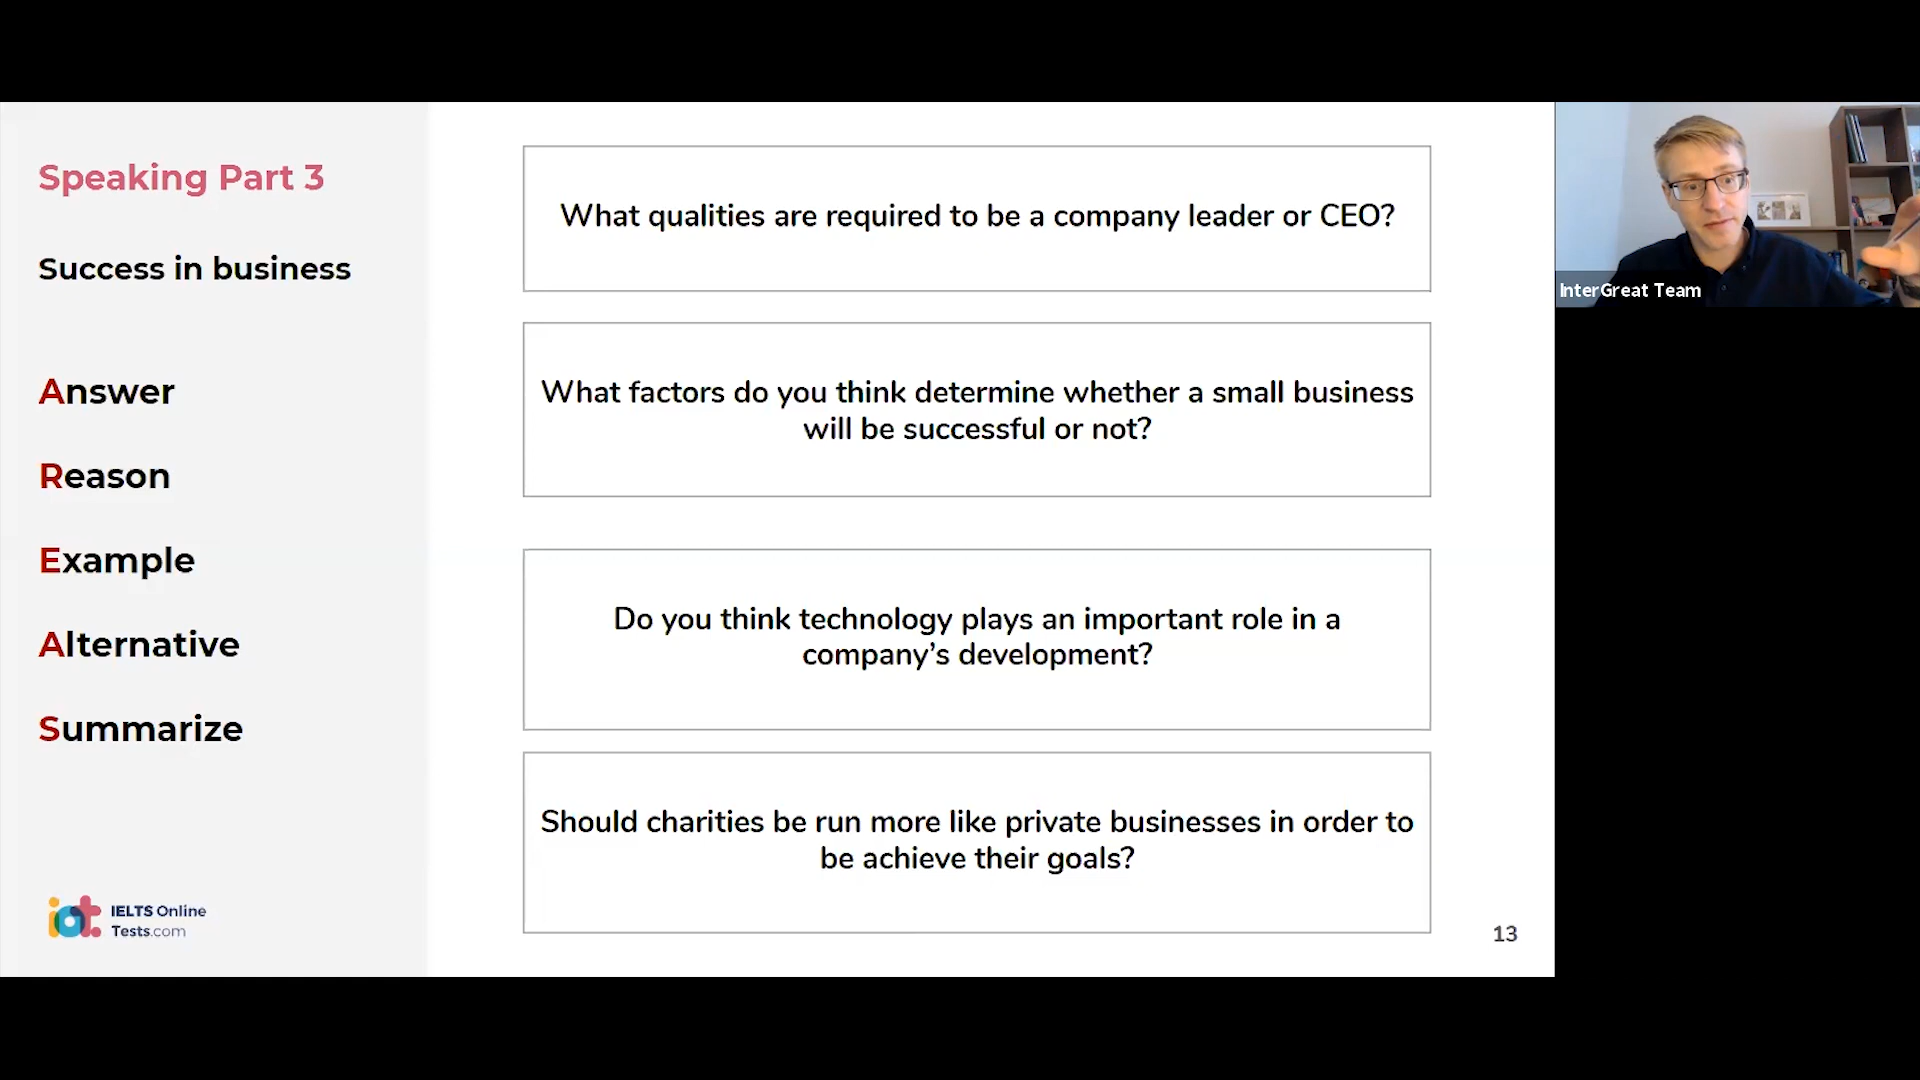 Speaking Part 3
Success in business
Answer
Reason
Example
Alternative
Summarize
iot IELTS Online
Tests.com
What qualities are required to be a company leader or CEO?
What factors do you think determine whether a small business
will be successful or not?
Do you think technology plays an important role in a
company’s development?
Should charities be run more like private businesses in order to
be achieve their goals?
13
InterGreat Team